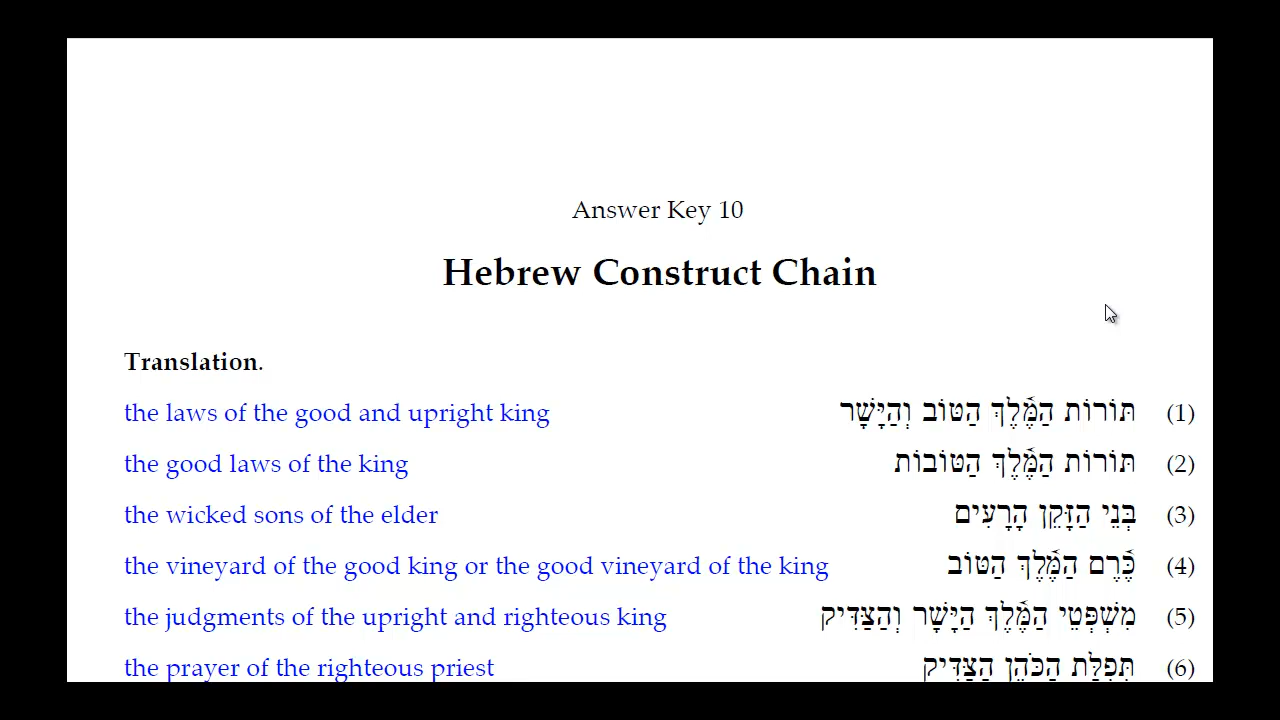 Answer Key 10
Hebrew Construct Chain
Translation.
the laws of the good and upright king תּוֹרוֹת הַמֶּ֫לֶךְ הַטּוֹב וְהַיָּשָׁר (1)
the good laws of the king תּוֹרוֹת הַמֶּ֫לֶךְ הַטּוֹבוֹת (2)
the wicked sons of the elder בְּנֵי הַזָּקֵן הָרָעִים (3)
the vineyard of the good king or the good vineyard of the king כֶּ֫רֶם הַמֶּ֫לֶךְ הַטּוֹב (4)
the judgments of the upright and righteous king מִשְׁפְּטֵי הַמֶּ֫לֶךְ הַיָּשָׁר וְהַצַּדִּיק (5)
the prayer of the righteous priest תְּפִלַּת הַכֹּהֵן הַצַּדִּיק (6)